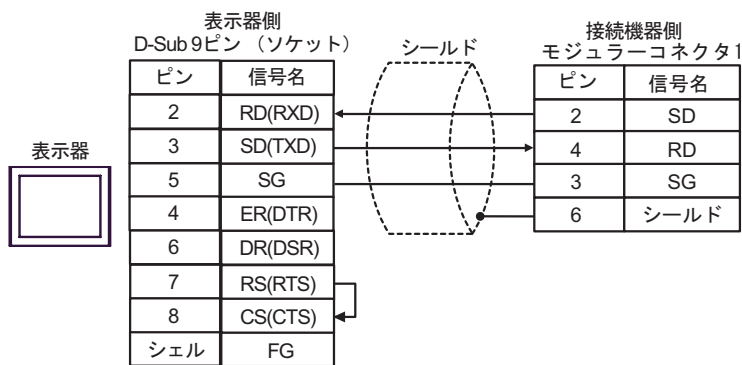 表示器側
D-Sub 9ピン (ソケット)
シールド
接続機器側
モジュラーコネクタ1
ピン 信号名
2 RD(RXD)
3 SD(TXD)
5 SG
4 ER(DTR)
6 DR(DSR)
7 RS(RTS)
8 CS(CTS)
シェル FG
ピン 信号名
2 SD
4 RD
3 SG
6 シールド
表示器